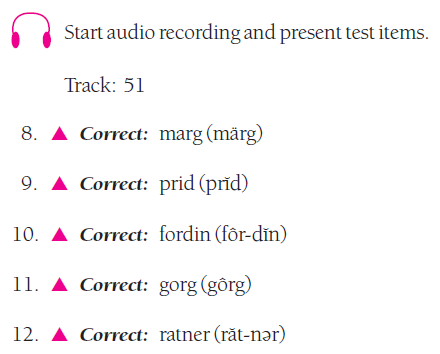 Start audio recording and present test items.
Track: 51
8. ▲ Correct: marg (märg)
9. ▲ Correct: prid (prĭd)
10. ▲ Correct: fordin (fôr-dĭn)
11. ▲ Correct: gorg (gôrg)
12. ▲ Correct: ratner (răt-nər)